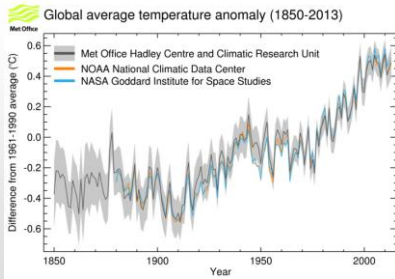 Met Office
Global average temperature anomaly (1850-2013)
Met Office Hadley Centre and Climatic Research Unit
NOAA National Climatic Data Center
NASA Goddard Institute for Space Studies
Difference from 1961-1990 average (°C)
0.6
0.4
0.2
0.0
-0.2
-0.4
-0.6
1850
1900
1950
2000
Year